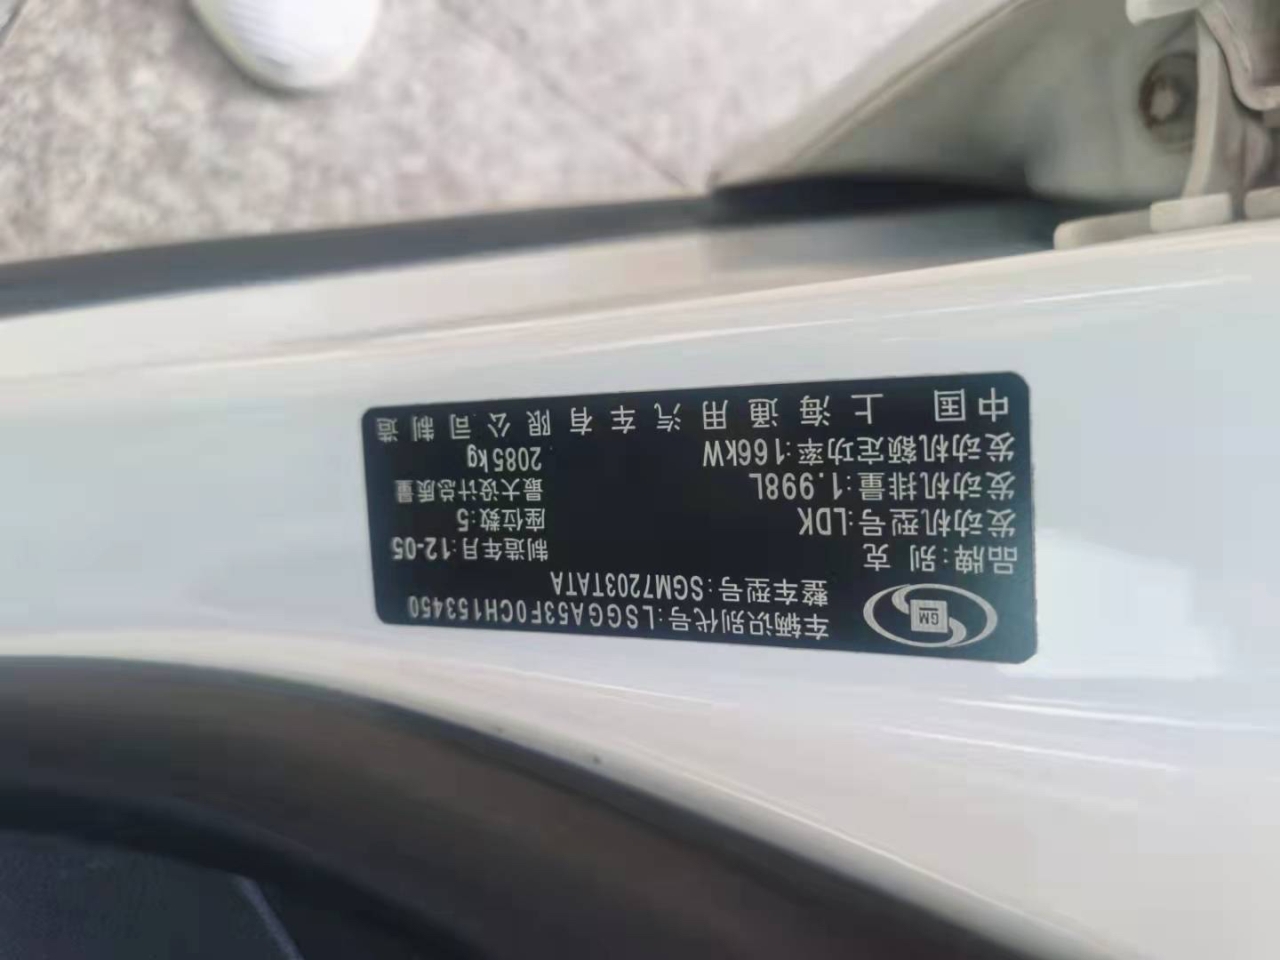 GM
车辆识别代号:LSGGA53F0CH153450
整车型号:SGM7203TATA
品牌:别 克
制造年月:12-05
发动机型号:LDK
座位数:5
发动机排量:1.998L
最大设计总质量
发动机额定功率:166kW
2085kg
中国 上海通用汽车有限公司制造